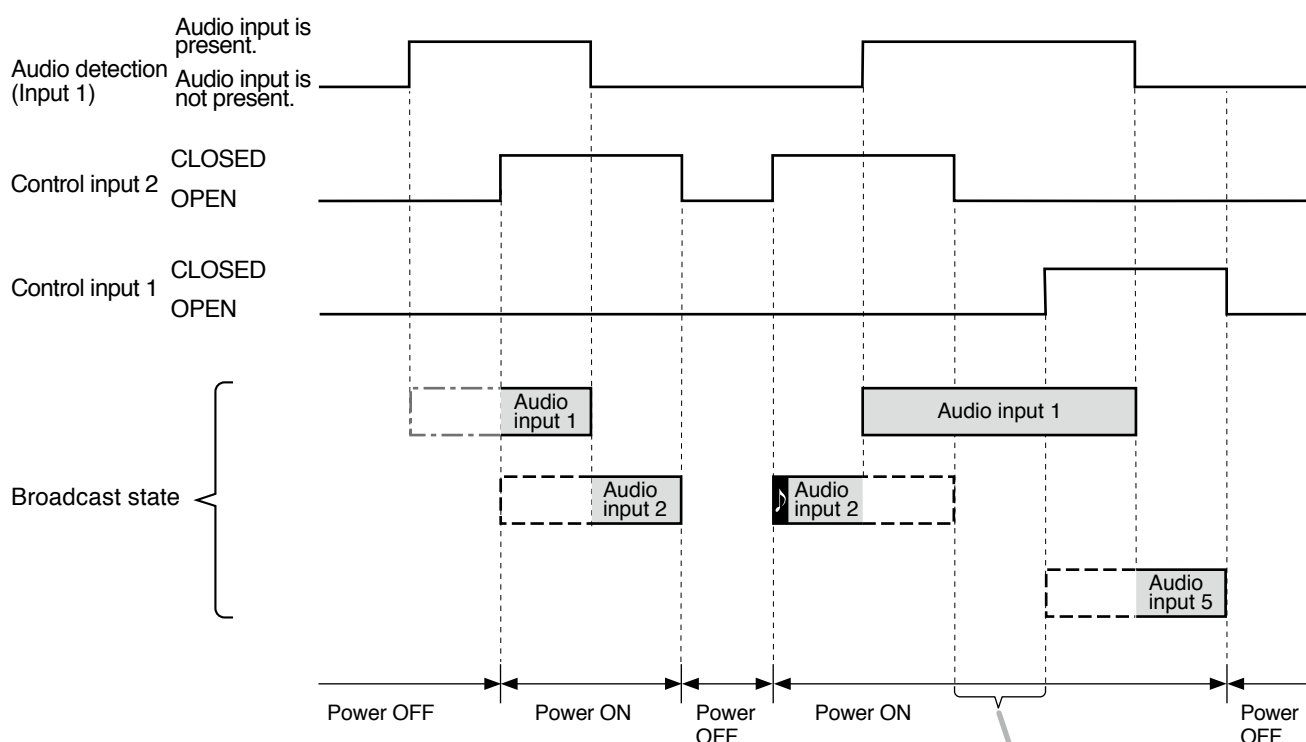 Audio input is
present.
Audio detection
(Input 1)
Audio input is
not present.
CLOSED
Control input 2
OPEN
CLOSED
Control input 1
OPEN
Audio
input 1
Audio input 1
Broadcast state
Audio
input 2
♪ Audio
input 2
Audio
input 5
Power OFF
Power ON
Power
OFF
Power ON
Power
OFF